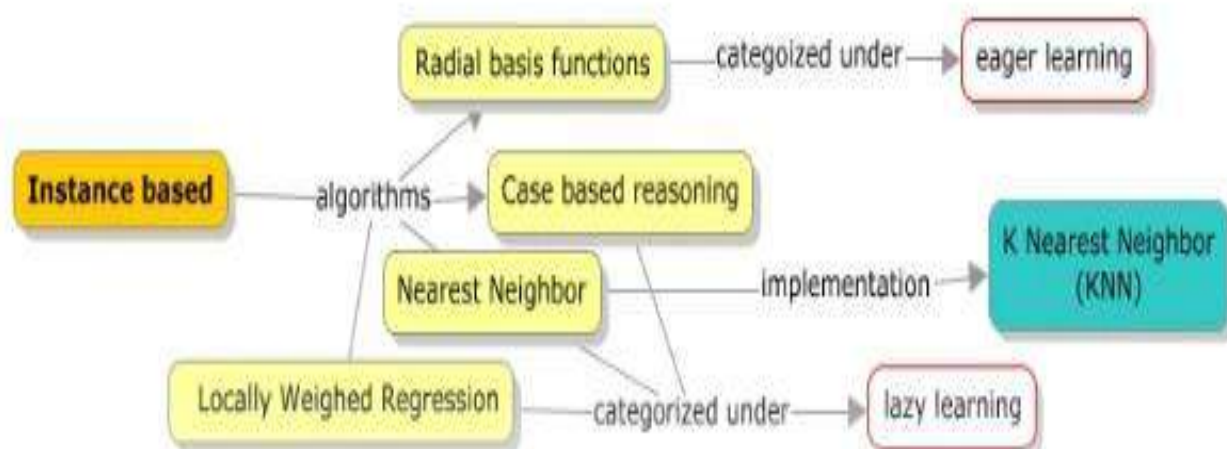 Radial basis functions
categoized under
eager learning
Instance based
algorithms
Case based reasoning
K Nearest Neighbor
(KNN)
Nearest Neighbor
implementation
Locally Weighed Regression
categorized under
lazy learning